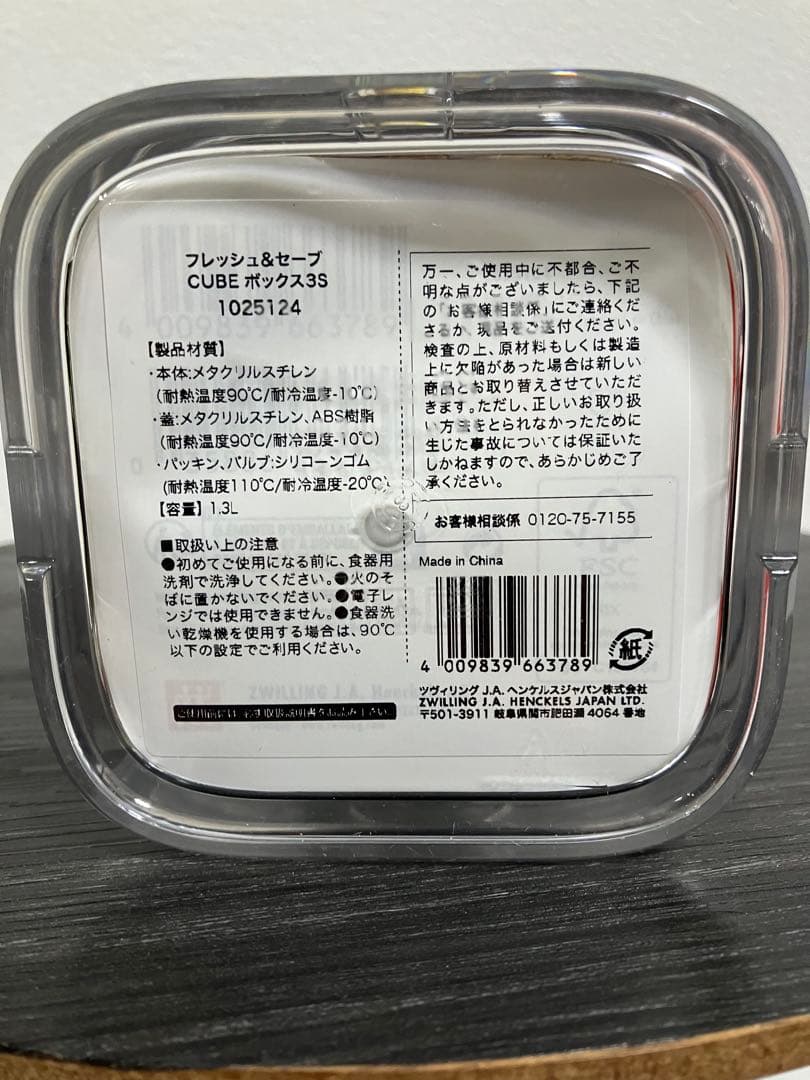 フレッシュ&セーブ
CUBE ボックス3S
1025124
【製品材質】
・本体:メタクリルスチレン
(耐熱温度90℃/耐冷温度-10℃)
・蓋:メタクリルスチレン、ABS樹脂
(耐熱温度90℃/耐冷温度-10℃)
・パッキン、バルブ:シリコーンゴム
(耐熱温度110℃/耐冷温度-20℃)
【容量】1.3L
■取扱い上の注意
●初めてご使用になる前に、食器用
洗剤で洗浄してください。●火のそ
ばに置かないでください。●電子レ
ンジでは使用できません。●食器洗
い乾燥機を使用する場合は、90℃
以下の設定でご利用ください。
ご使用前には必ず取扱説明書をお読み下さい。
万一、ご使用中に不都合、ご不
明な点がございましたら、下記
の「お客様相談係」にご連絡くだ
さるか、現品をご送付ください。
検査の上、原材料もしくは製造
上に欠陥があった場合は新しい
商品とお取り替えさせていただ
きます。ただし、正しいお取り扱
い方法をとられなかったために
生じた事故については保証いた
しかねますので、あらかじめご了
承ください。
お客様相談係 0120-75-7155
Made in China
4 009839 663789
紙
ツヴィリング J.A. ヘンケルスジャパン株式会社
ZWILLING J.A. HENCKELS JAPAN LTD.
〒501-3911 岐阜県関市肥田瀬 4064 番地